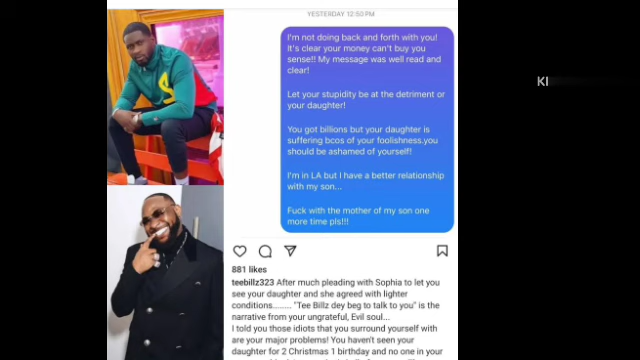 YESTERDAY 12:50 PM
I'm not doing back and forth with you!
It's clear your money can't buy you
sense!! My message was well read and
clear!
Let your stupidity be at the detriment or
your daughter!
You got billions but your daughter is
suffering bcos of your foolishness.you
should be ashamed of yourself!
I'm in LA but I have a better relationship
with my son...
Fuck with the mother of my son one
more time pls!!!
881 likes
teebillz323 After much pleading with Sophia to let you
see your daughter and she agreed with lighter
conditions........ "Tee Billz dey beg to talk to you" is the
narrative from your ungrateful, Evil soul...
I told you those idiots that you surround yourself with
are your major problems! You haven't seen your
daughter for 2 Christmas 1 birthday and no one in your
KI